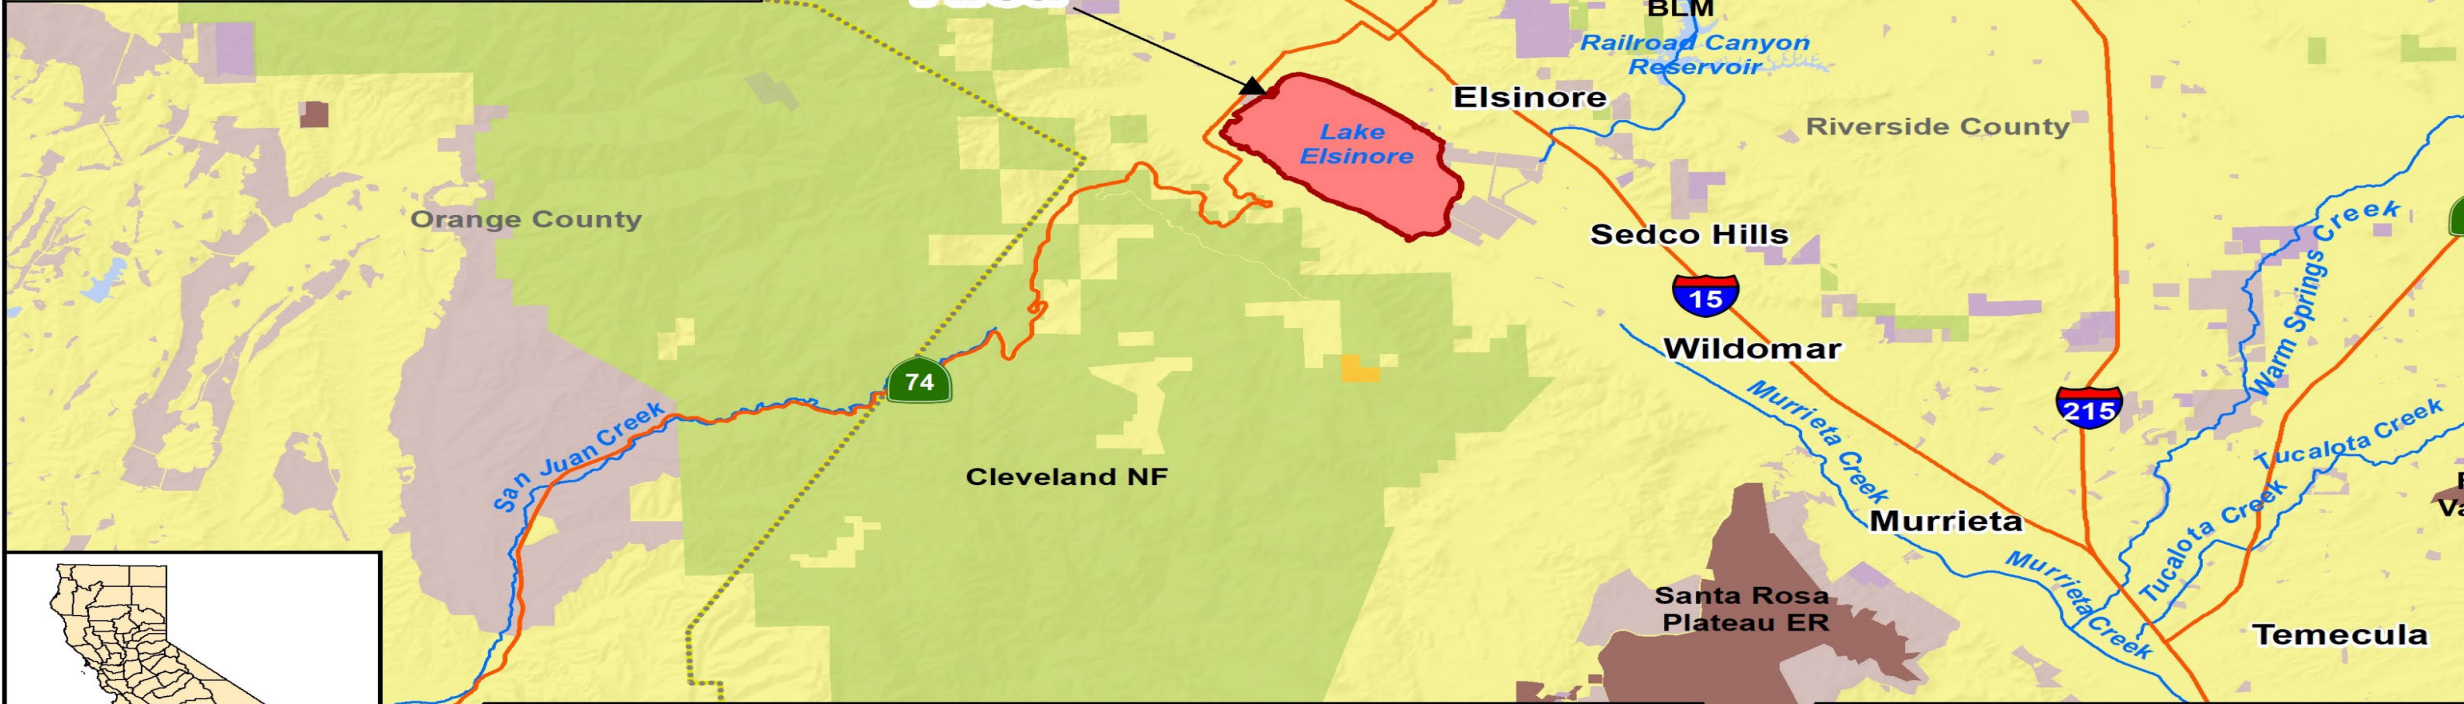 BLM
Railroad Canyon
Reservoir
Elsinore
Lake
Elsinore
Riverside County
Orange County
Sedco Hills
Warm Springs Creek
15
Wildomar
74
215
Murrieta Creek
San Juan Creek
Tucalota Creek
Cleveland NF
Tucalota Creek
Murrieta
Murrieta Creek
Santa Rosa
Plateau ER
Temecula